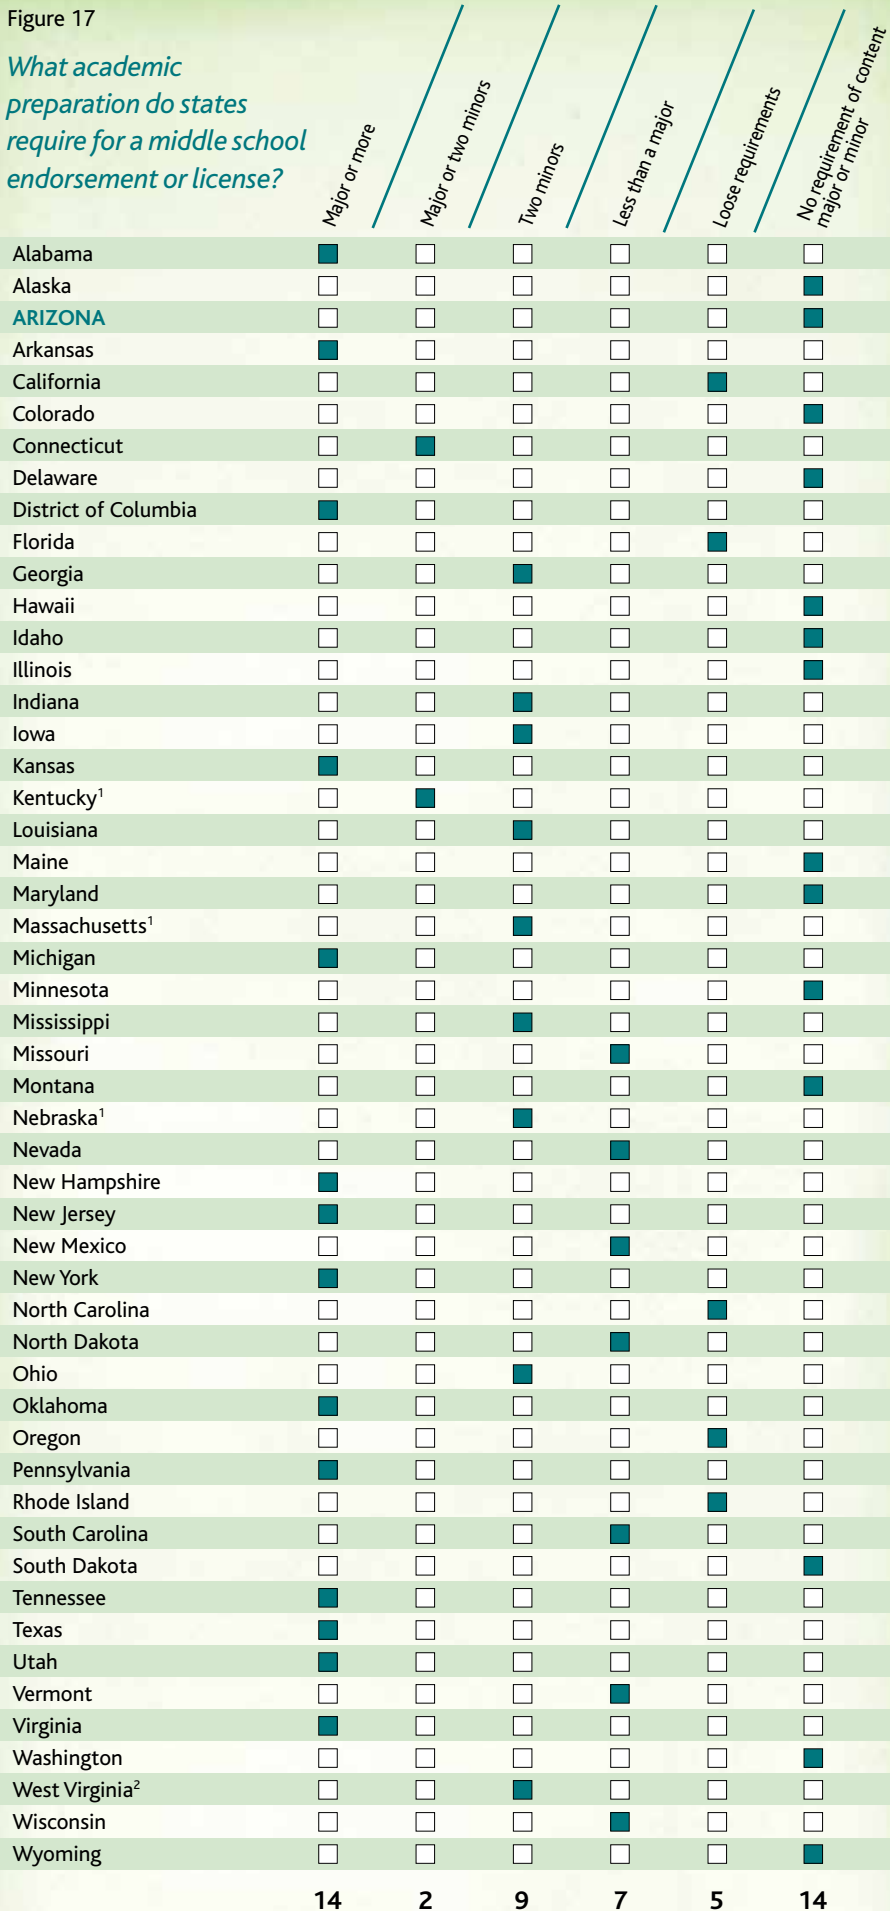 Figure 17
What academic
preparation do states
require for a middle school
endorsement or license?
Major or more
Major or two minors
Two minors
Less than a major
Loose requirements
No requirement of content
major or minor
Alabama
Alaska
ARIZONA
Arkansas
California
Colorado
Connecticut
Delaware
District of Columbia
Florida
Georgia
Hawaii
Idaho
Illinois
Indiana
Iowa
Kansas
Kentucky¹
Louisiana
Maine
Maryland
Massachusetts¹
Michigan
Minnesota
Mississippi
Missouri
Montana
Nebraska¹
Nevada
New Hampshire
New Jersey
New Mexico
New York
North Carolina
North Dakota
Ohio
Oklahoma
Oregon
Pennsylvania
Rhode Island
South Carolina
South Dakota
Tennessee
Texas
Utah
Vermont
Virginia
Washington
West Virginia²
Wisconsin
Wyoming
14 2 9 7 5 14